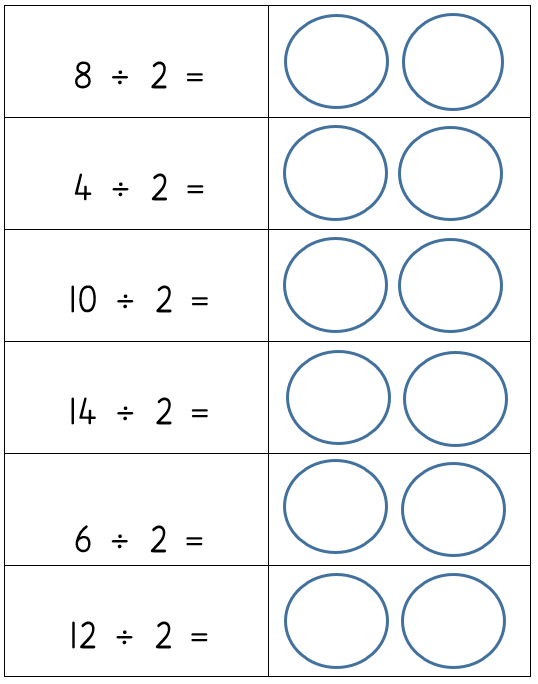 8 ÷ 2 =
4 ÷ 2 =
10 ÷ 2 =
14 ÷ 2 =
6 ÷ 2 =
12 ÷ 2 =